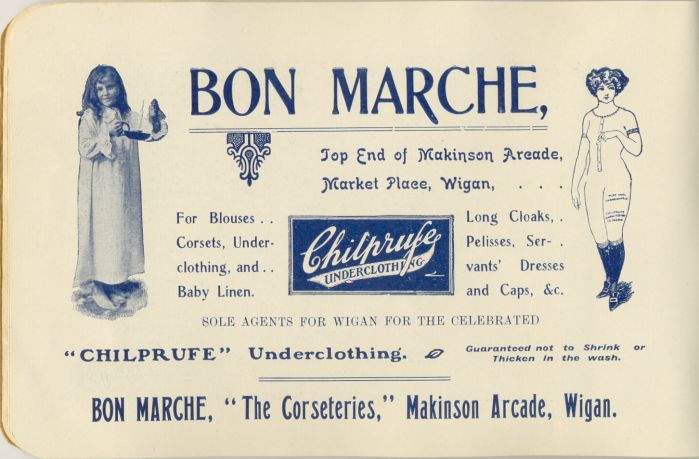 BON MARCHE,
Top End of Makinson Arcade,
Market Place, Wigan, . . .
For Blouses . .
Corsets, Under-
clothing, and . .
Baby Linen.
Chilprufe
UNDERCLOTHING
Long Cloaks, .
Pelisses, Ser- .
vants' Dresses
and Caps, &c.
SOLE AGENTS FOR WIGAN FOR THE CELEBRATED
"CHILPRUFE" Underclothing.
Guaranteed not to Shrink or
Thicken in the wash.
BON MARCHE, "The Corseteries," Makinson Arcade, Wigan.